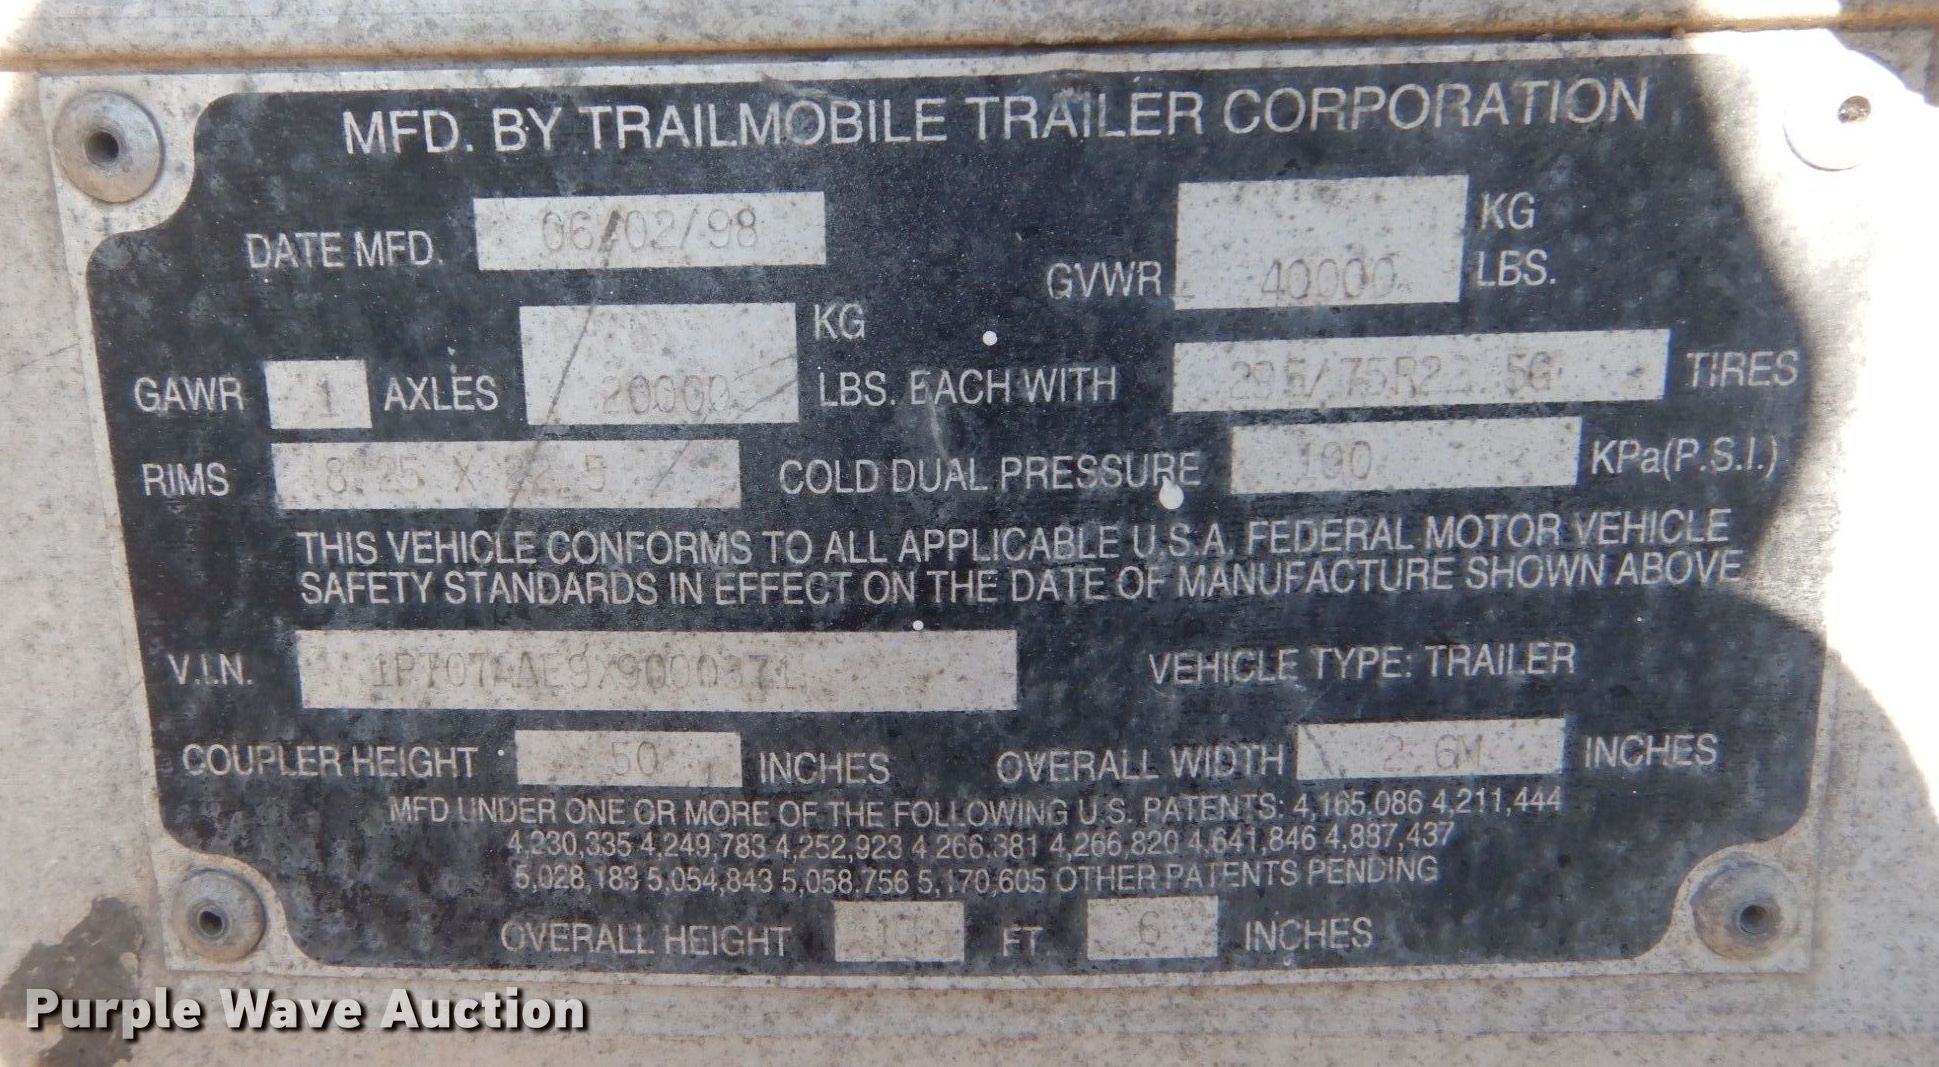 MFD. BY TRAILMOBILE TRAILER CORPORATION
DATE MFD. 06/02/98
GVWR 40000 KG LBS.
GAWR 1 AXLES 20000 KG LBS. EACH WITH TIRES
RIMS 8.25 X 22.5 COLD DUAL PRESSURE 100 KPa(P.S.I.)
THIS VEHICLE CONFORMS TO ALL APPLICABLE U.S.A. FEDERAL MOTOR VEHICLE
SAFETY STANDARDS IN EFFECT ON THE DATE OF MANUFACTURE SHOWN ABOVE
V.I.N. VEHICLE TYPE: TRAILER
COUPLER HEIGHT 50 INCHES OVERALL WIDTH 2.6M INCHES
MFD UNDER ONE OR MORE OF THE FOLLOWING U.S. PATENTS: 4,165.086 4,211,444
4,230,335 4,249,783 4,252,923 4 266,381 4,266,820 4,641,846 4,887,437
5,028,183 5,054,843 5,058,756 5,170,605 OTHER PATENTS PENDING
OVERALL HEIGHT FT. 6 INCHES
Purple Wave Auction